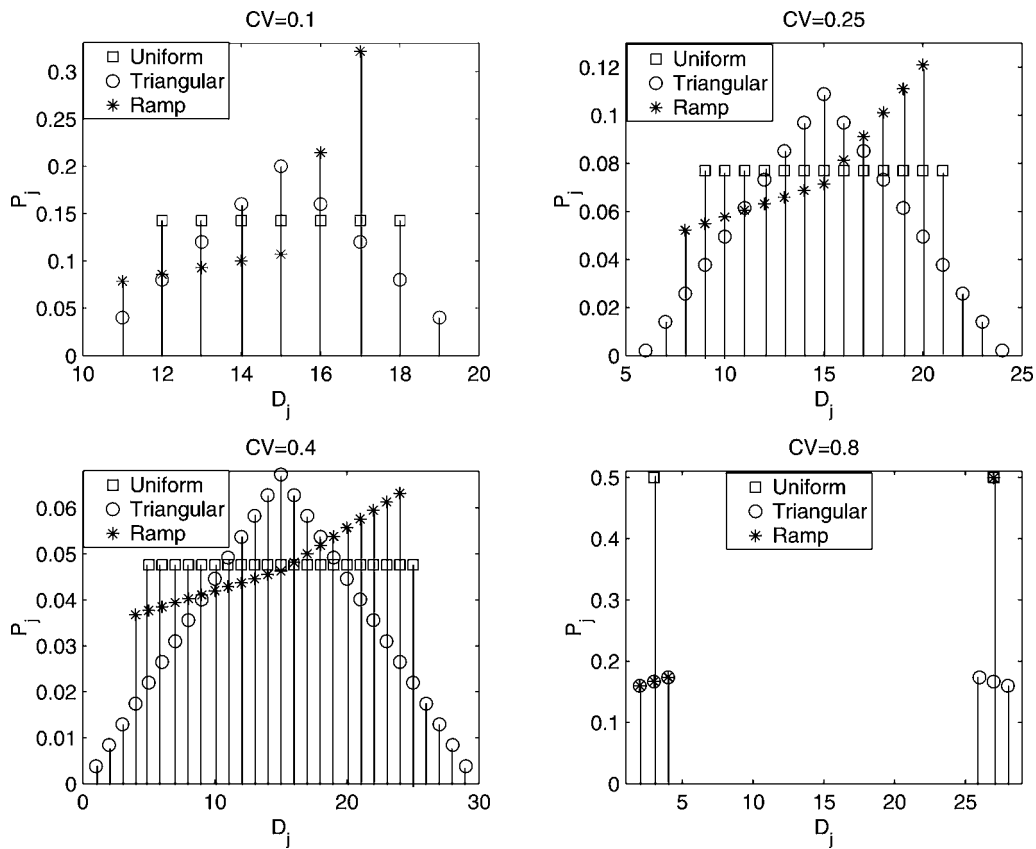 CV=0.1
Uniform
Triangular
Ramp
0.3
0.25
0.2
0.15
0.1
0.05
0
P_j
10 12 14 16 18 20
D_j
CV=0.25
Uniform
Triangular
Ramp
0.12
0.1
0.08
0.06
0.04
0.02
0
P_j
5 10 15 20 25
D_j
CV=0.4
Uniform
Triangular
Ramp
0.06
0.05
0.04
0.03
0.02
0.01
0
P_j
0 10 20 30
D_j
CV=0.8
Uniform
Triangular
Ramp
0.5
0.4
0.3
0.2
0.1
0
P_j
5 10 15 20 25
D_j